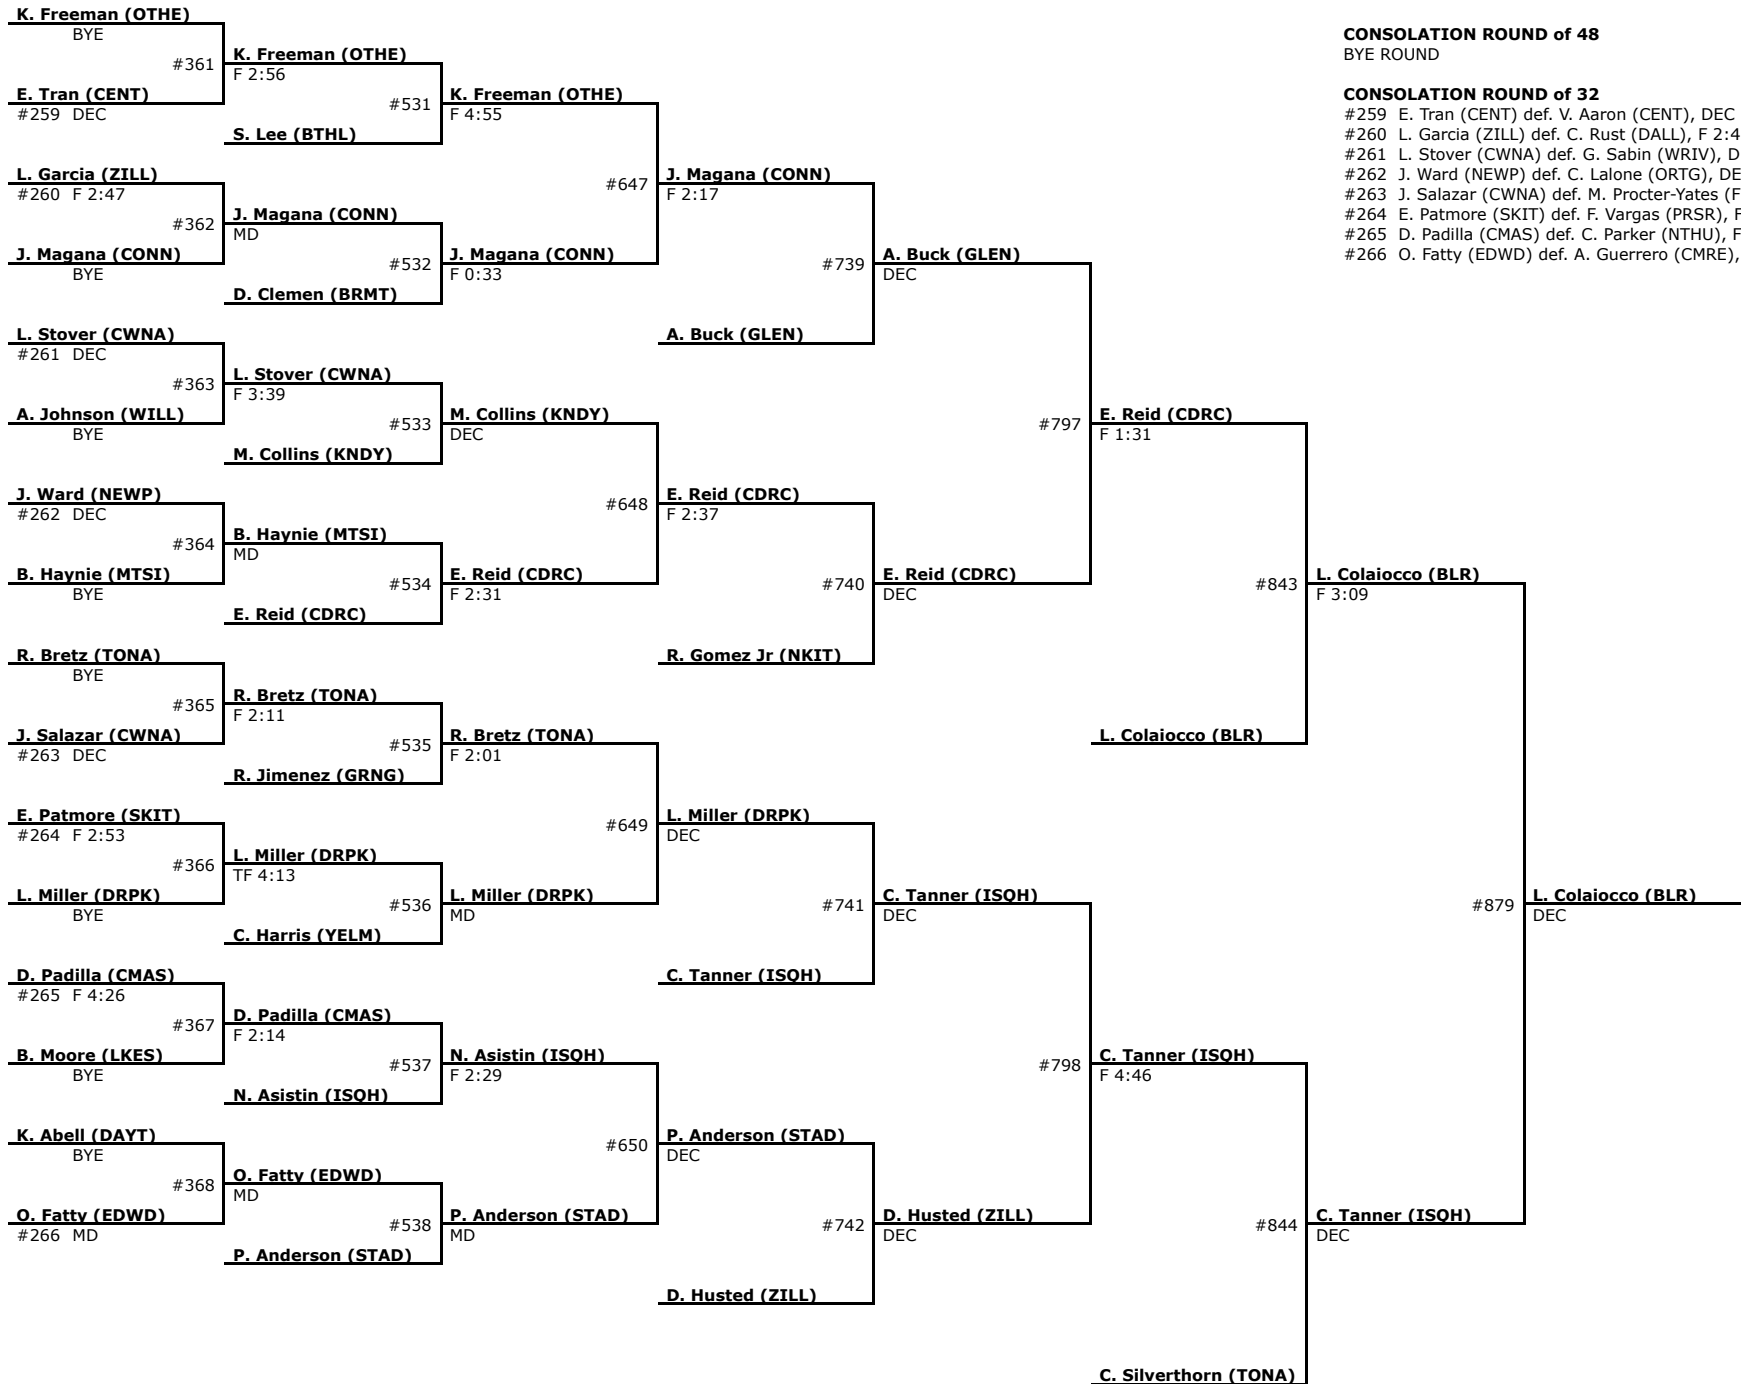 K. Freeman (OTHE)
BYE
#361
E. Tran (CENT)
#259 DEC
L. Garcia (ZILL)
#260 F 2:47
#362
J. Magana (CONN)
BYE
L. Stover (CWNA)
#261 DEC
#363
A. Johnson (WILL)
BYE
J. Ward (NEWP)
#262 DEC
#364
B. Haynie (MTSI)
BYE
R. Bretz (TONA)
BYE
#365
J. Salazar (CWNA)
#263 DEC
E. Patmore (SKIT)
#264 F 2:53
#366
L. Miller (DRPK)
BYE
D. Padilla (CMAS)
#265 F 4:26
#367
B. Moore (LKES)
BYE
K. Abell (DAYT)
BYE
#368
O. Fatty (EDWD)
#266 MD
K. Freeman (OTHE)
F 2:56
#531
S. Lee (BTHL)
J. Magana (CONN)
MD
#532
D. Clemen (BRMT)
L. Stover (CWNA)
F 3:39
#533
M. Collins (KNDY)
B. Haynie (MTSI)
MD
#534
E. Reid (CDRC)
R. Bretz (TONA)
F 2:11
#535
R. Jimenez (GRNG)
L. Miller (DRPK)
TF 4:13
#536
C. Harris (YELM)
D. Padilla (CMAS)
F 2:14
#537
N. Asistin (ISQH)
O. Fatty (EDWD)
MD
#538
P. Anderson (STAD)
K. Freeman (OTHE)
F 4:55
#647
J. Magana (CONN)
F 0:33
M. Collins (KNDY)
DEC
#648
E. Reid (CDRC)
F 2:31
R. Bretz (TONA)
F 2:01
#649
L. Miller (DRPK)
MD
N. Asistin (ISQH)
F 2:29
#650
P. Anderson (STAD)
MD
J. Magana (CONN)
F 2:17
#739
A. Buck (GLEN)
E. Reid (CDRC)
F 2:37
#740
R. Gomez Jr (NKIT)
L. Miller (DRPK)
DEC
#741
C. Tanner (ISQH)
P. Anderson (STAD)
DEC
#742
D. Husted (ZILL)
A. Buck (GLEN)
DEC
#797
E. Reid (CDRC)
DEC
C. Tanner (ISQH)
DEC
#798
D. Husted (ZILL)
DEC
E. Reid (CDRC)
F 1:31
#843
L. Colaiocco (BLR)
C. Tanner (ISQH)
F 4:46
#844
C. Silverthorn (TONA)
L. Colaiocco (BLR)
F 3:09
#879
C. Tanner (ISQH)
DEC
L. Colaiocco (BLR)
DEC
CONSOLATION ROUND of 48
BYE ROUND
CONSOLATION ROUND of 32
#259 E. Tran (CENT) def. V. Aaron (CENT), DEC
#260 L. Garcia (ZILL) def. C. Rust (DALL), F 2:4
#261 L. Stover (CWNA) def. G. Sabin (WRIV), D
#262 J. Ward (NEWP) def. C. Lalone (ORTG), DE
#263 J. Salazar (CWNA) def. M. Procter-Yates (F
#264 E. Patmore (SKIT) def. F. Vargas (PRSR), F
#265 D. Padilla (CMAS) def. C. Parker (NTHU), F
#266 O. Fatty (EDWD) def. A. Guerrero (CMRE),